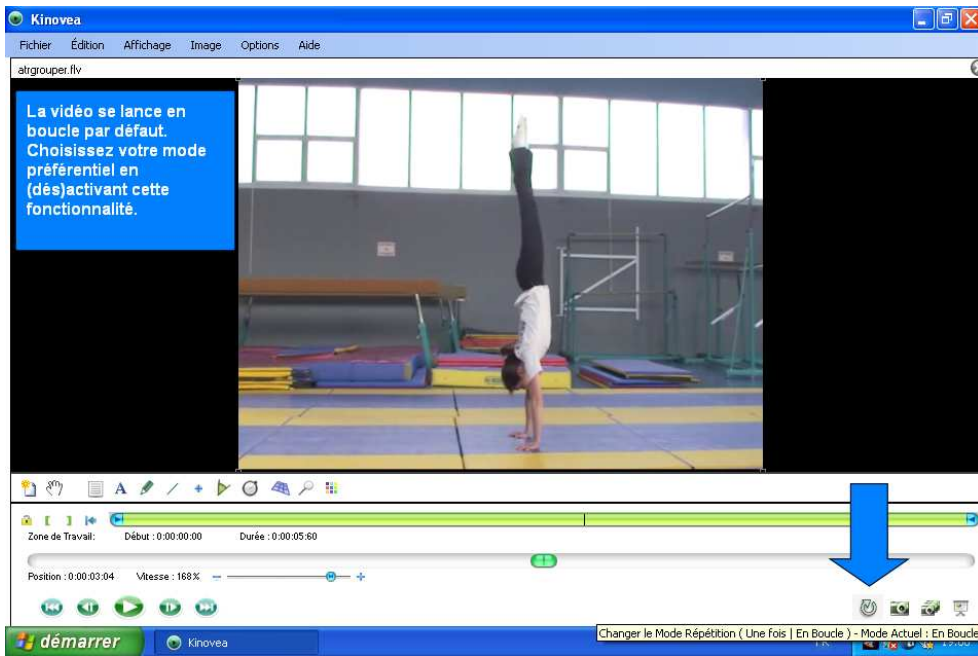 Kinovea
Fichier Édition Affichage Image Options Aide
atrgrouper.flv
La vidéo se lance en
boucle par défaut.
Choisissez votre mode
préférentiel en
(dés)activant cette
fonctionnalité.
Zone de Travail: Début : 0:00:00:00 Durée : 0:00:05:60
Position : 0:00:03:04 Vitesse : 168%
Changer le Mode Répétition ( Une fois | En Boucle ) - Mode Actuel : En Boucle
démarrer Kinovea